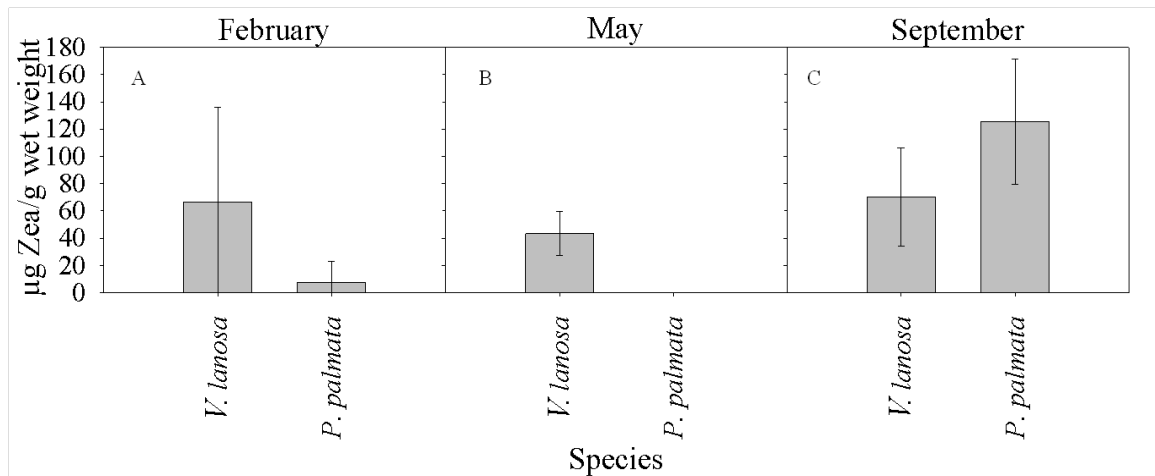 February May September
µg Zea/g wet weight
180
160
140
120
100
80
60
40
20
0
A
B
C
V. lanosa
P. palmata
V. lanosa
P. palmata
V. lanosa
P. palmata
Species